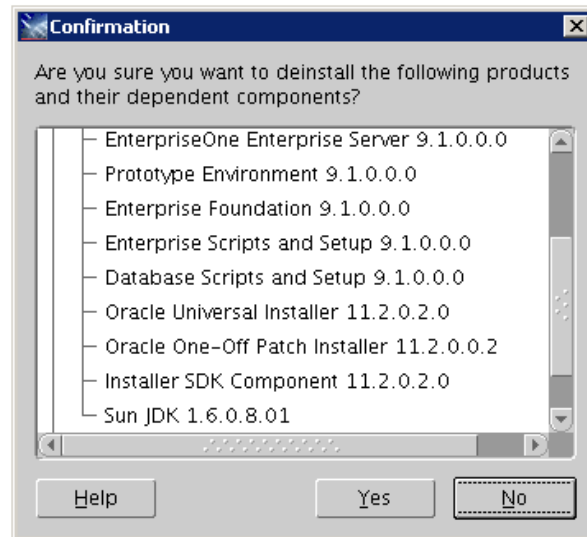 Confirmation
Are you sure you want to deinstall the following products
and their dependent components?
EnterpriseOne Enterprise Server 9.1.0.0.0
Prototype Environment 9.1.0.0.0
Enterprise Foundation 9.1.0.0.0
Enterprise Scripts and Setup 9.1.0.0.0
Database Scripts and Setup 9.1.0.0.0
Oracle Universal Installer 11.2.0.2.0
Oracle One-Off Patch Installer 11.2.0.0.2
Installer SDK Component 11.2.0.2.0
Sun JDK 1.6.0.8.01
Help Yes No